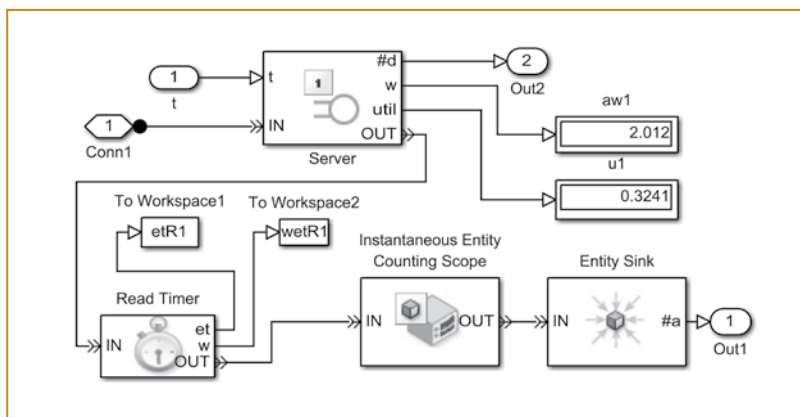 1
t
1
Conn1
t
IN
1
#d
w
util
OUT
Server
2
Out2
aw1
2.012
u1
0.3241
To Workspace1
etR1
To Workspace2
wetR1
Read Timer
IN
et
w
OUT
Instantaneous Entity
Counting Scope
IN
OUT
Entity Sink
IN
#a
1
Out1